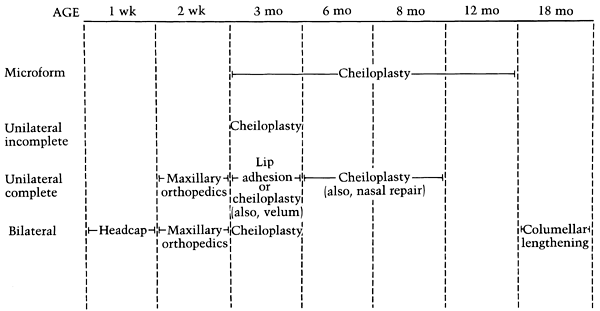 AGE 1 wk 2 wk 3 mo 6 mo 8 mo 12 mo 18 mo
Microform Cheiloplasty
Unilateral
incomplete
Cheiloplasty
Unilateral
complete
Maxillary
orthopedics
Lip
adhesion
or
cheiloplasty
(also, velum)
Cheiloplasty
(also, nasal repair)
Bilateral Headcap
Maxillary
orthopedics
Cheiloplasty
Columellar
lengthening